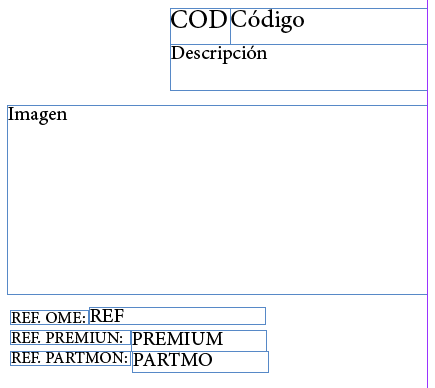 COD Código
Descripción
Imagen
REF. OME: REF
REF. PREMIUN: PREMIUM
REF. PARTMON: PARTMO